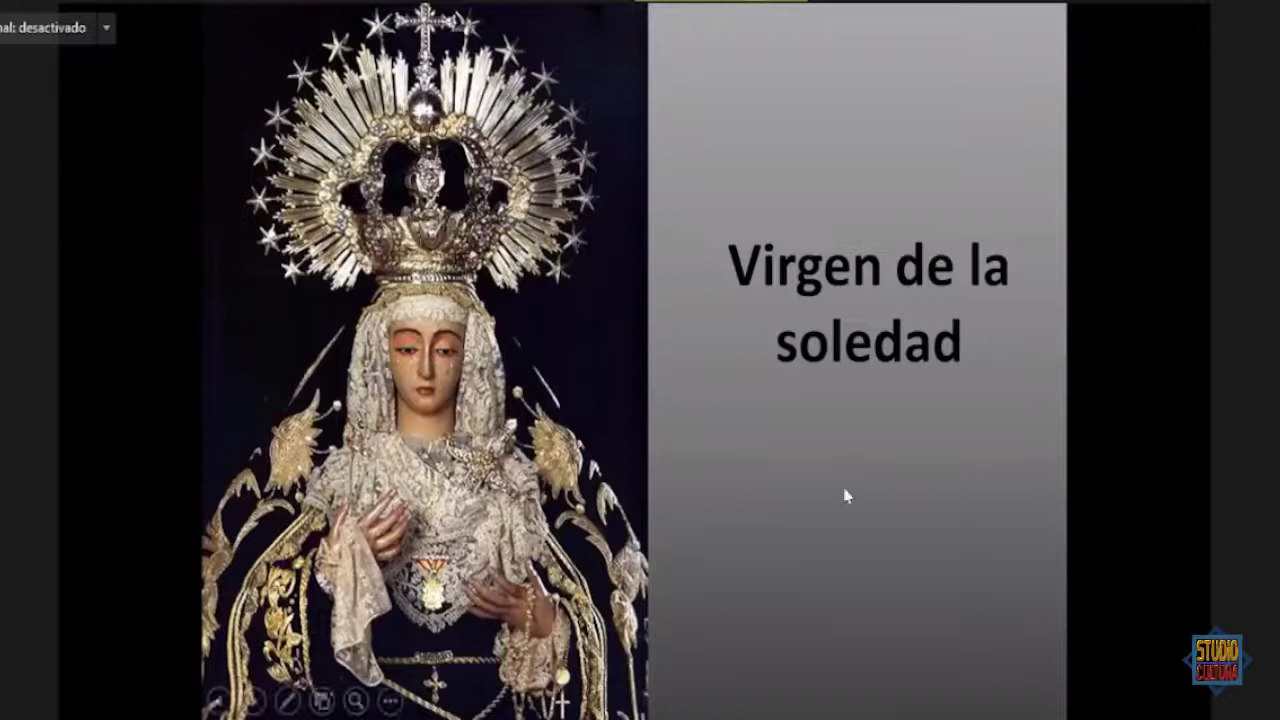 nal: desactivado
Virgen de la
soledad
STUDIO
CULTURA